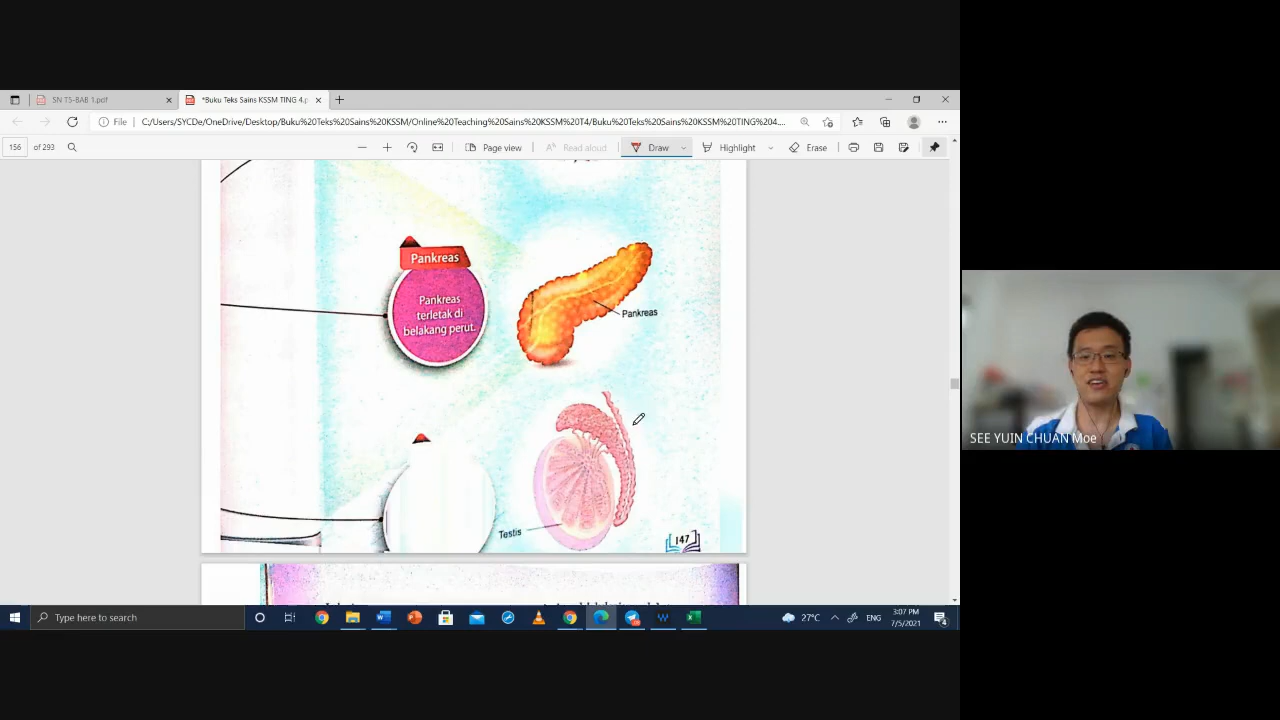 SN T5-BAB 1.pdf
*Buku Teks Sains KSSM TING 4.p
File
C:/Users/SYCDe/OneDrive/Desktop/Buku%20Teks%20Sains%20KSSM/Online%20Teaching%20Sains%20KSSM%20T4/Buku%20Teks%20Sains%20KSSM%20TING%204....
156 of 293
Page view
Read aloud
Draw
Highlight
Erase
Pankreas
Pankreas
terletak di
belakang perut.
Pankreas
Testis
147
SEE YUIN CHUAN Moe
Type here to search
27°C
ENG
3:07 PM
7/5/2021